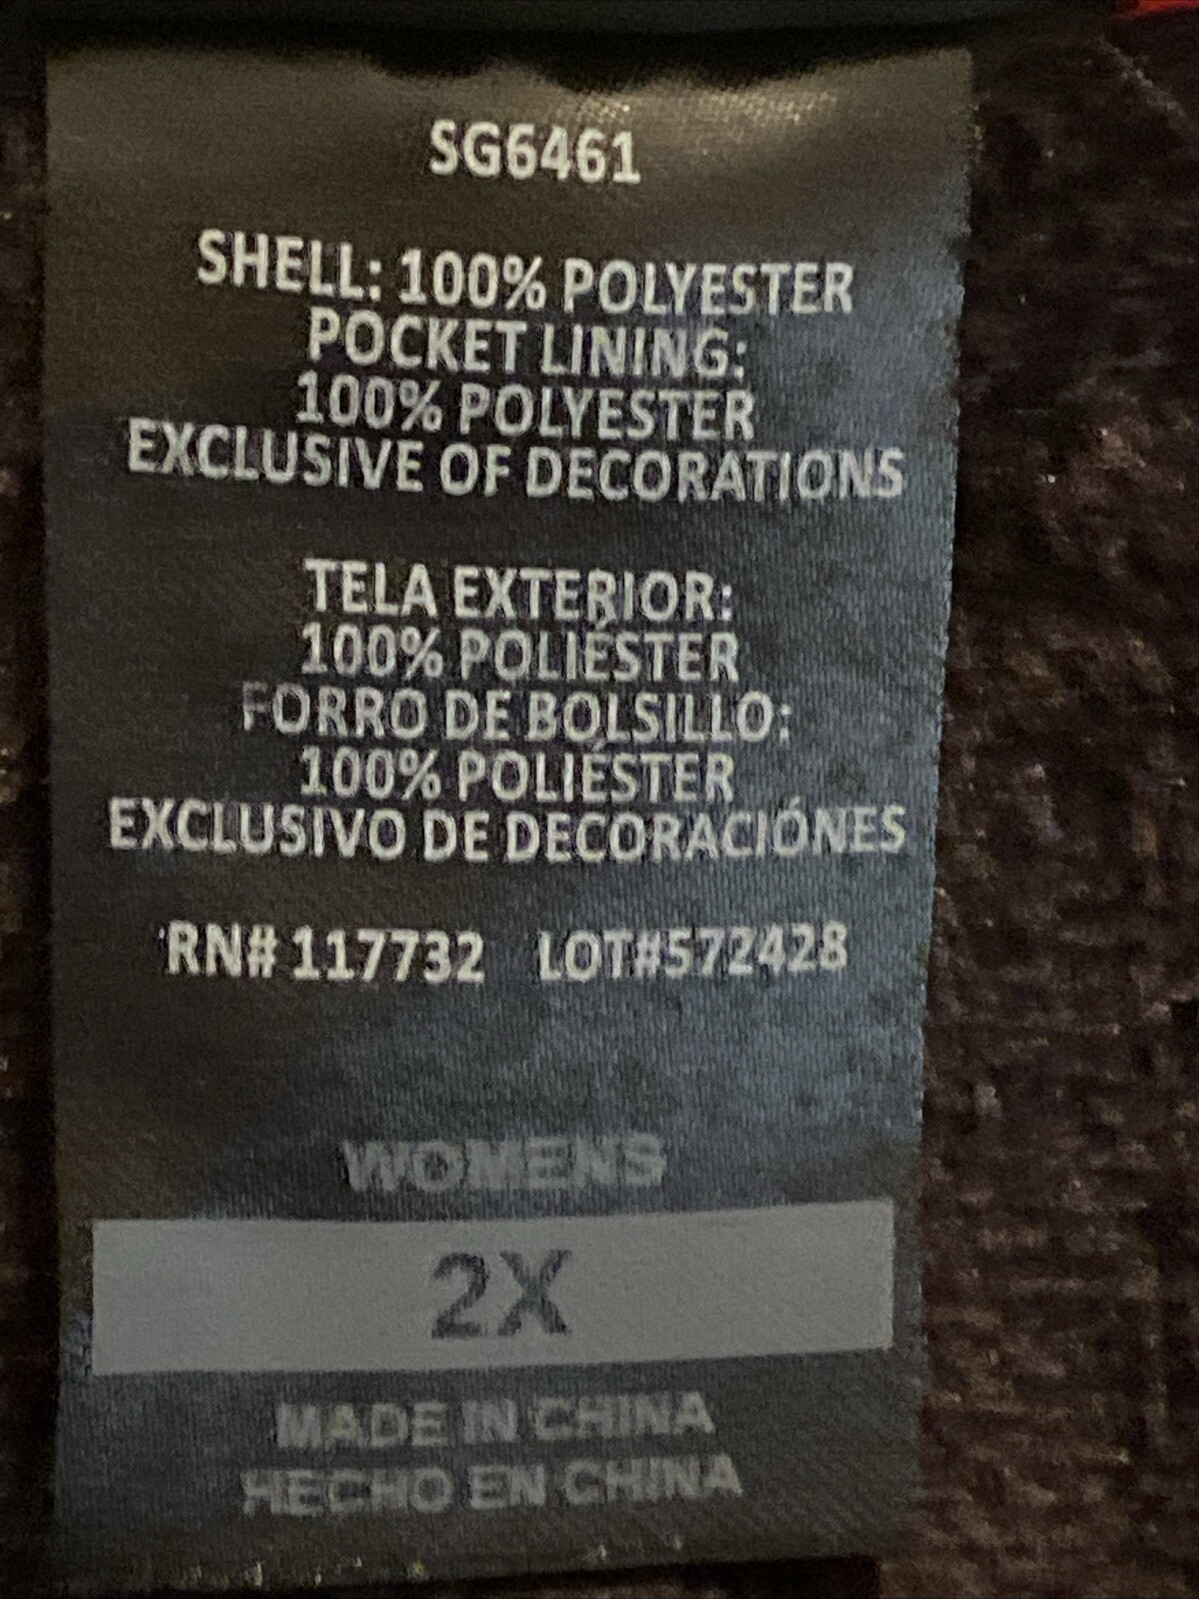 SG6461
SHELL: 100% POLYESTER
POCKET LINING:
100% POLYESTER
EXCLUSIVE OF DECORATIONS
TELA EXTERIOR:
100% POLIÉSTER
FORRO DE BOLSILLO:
100% POLIÉSTER
EXCLUSIVO DE DECORACIÓNES
RN# 117732 LOT#572428
WOMENS
2X
MADE IN CHINA
HECHO EN CHINA